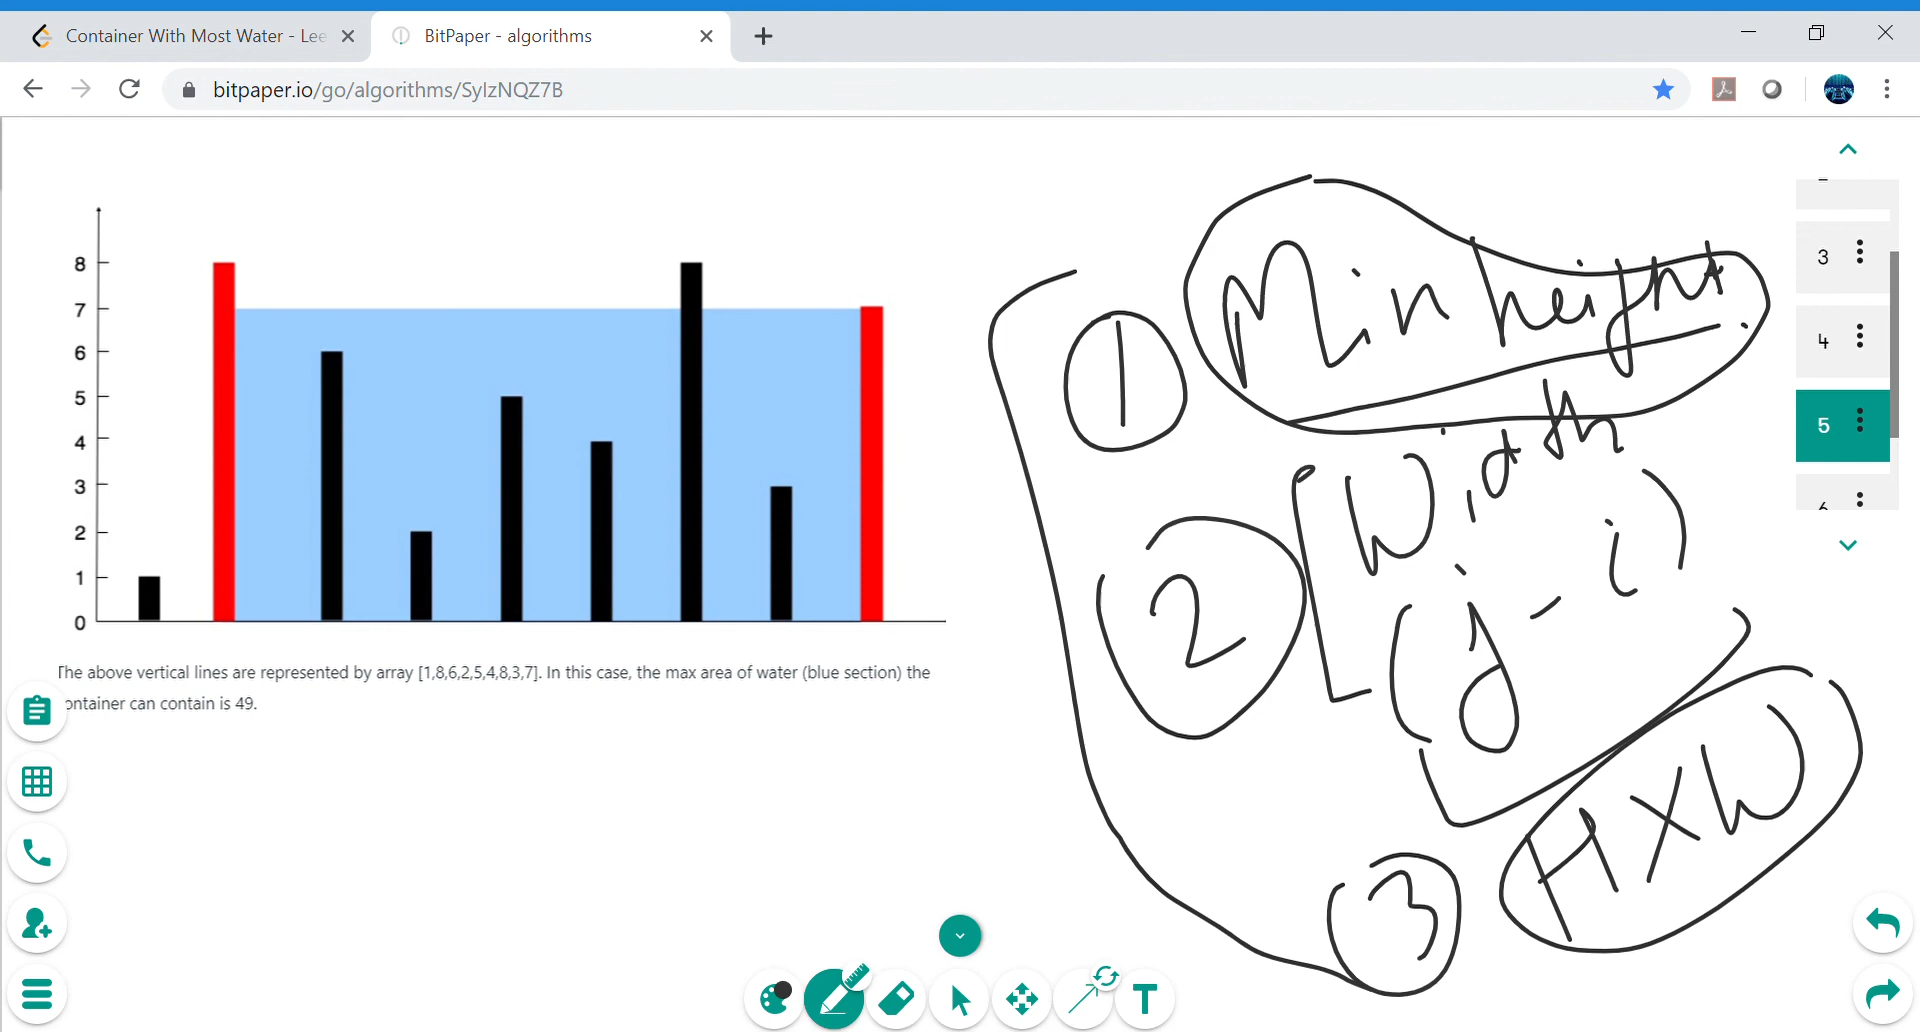 Container With Most Water - Lee
BitPaper - algorithms
bitpaper.io/go/algorithms/SyIzNQZ7B
8
7
6
5
4
3
2
1
0
The above vertical lines are represented by array [1,8,6,2,5,4,8,3,7]. In this case, the max area of water (blue section) the
ontainer can contain is 49.
1 Min height
2 Width
(j - i)
3 H X W
3
4
5
6
T